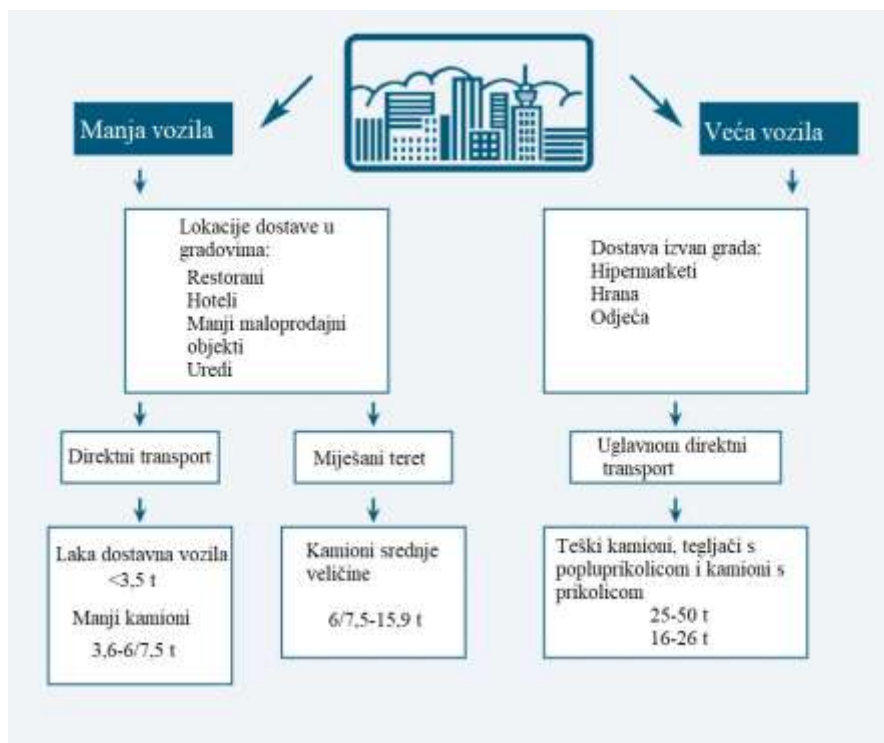 Manja vozila
Veća vozila
Lokacije dostave u
gradovima:
Restorani
Hoteli
Manji maloprodajni
objekti
Uredi
Dostava izvan grada:
Hipermarketi
Hrana
Odjeća
Direktni transport
Miješani teret
Uglavnom direktni
transport
Laka dostavna vozila
<3,5 t
Manji kamioni
3,6-6/7,5 t
Kamioni srednje
veličine
6/7,5-15,9 t
Teški kamioni, tegljači s
popluprikolicom i kamioni s
prikolicom
25-50 t
16-26 t